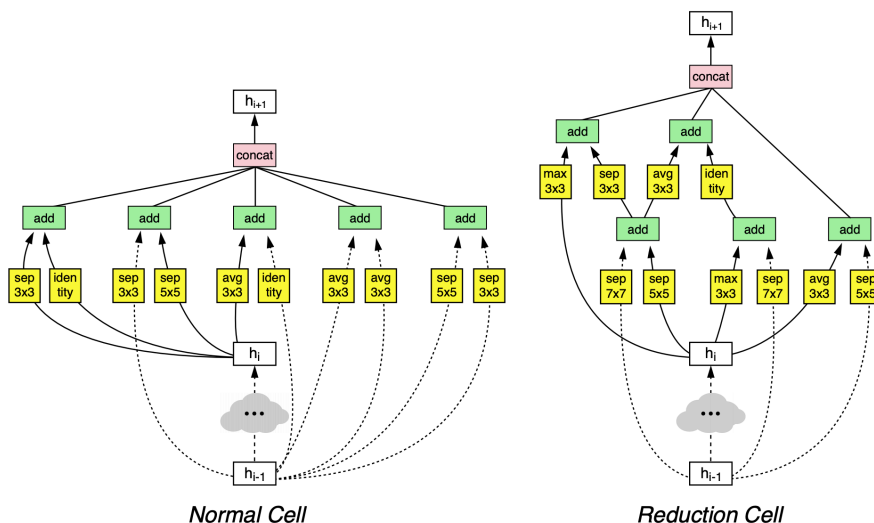 h i+1
concat
add add add add add
sep 3x3 iden tity sep 3x3 sep 5x5 avg 3x3 iden tity avg 3x3 avg 3x3 sep 5x5 sep 3x3
h i
...
h i-1
Normal Cell
h i+1
concat
add add
max 3x3 sep 3x3 avg 3x3 iden tity
add add add
sep 7x7 sep 5x5 max 3x3 sep 7x7 avg 3x3 sep 5x5
h i
...
h i-1
Reduction Cell